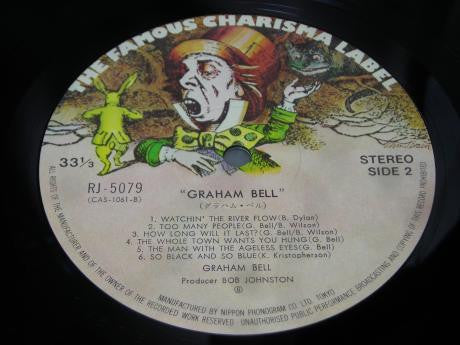 THE FAMOUS CHARISMA LABEL
33 1/3
STEREO
SIDE 2
RJ-5079
(CAS-1061-B)
"GRAHAM BELL"
(グラハム・ベル)
1. WATCHIN' THE RIVER FLOW(B. Dylan)
2. TOO MANY PEOPLE(G. Bell/B. Wilson)
3. HOW LONG WILL IT LAST?(G. Bell/B. Wilson)
4. THE WHOLE TOWN WANTS YOU HUNG(G. Bell)
5. THE MAN WITH THE AGELESS EYES(G. Bell)
6. SO BLACK AND SO BLUE(K. Kristopherson)
GRAHAM BELL
Producer BOB JOHNSTON
Ⓟ
MANUFACTURED BY NIPPON PHONOGRAM CO. LTD., TOKYO.
ALL RIGHTS OF THE MANUFACTURER AND OF THE OWNER OF THE RECORDED WORK RESERVED UNAUTHORISED PUBLIC PERFORMANCE, BROADCASTING AND COPYING OF THIS RECORD PROHIBITED